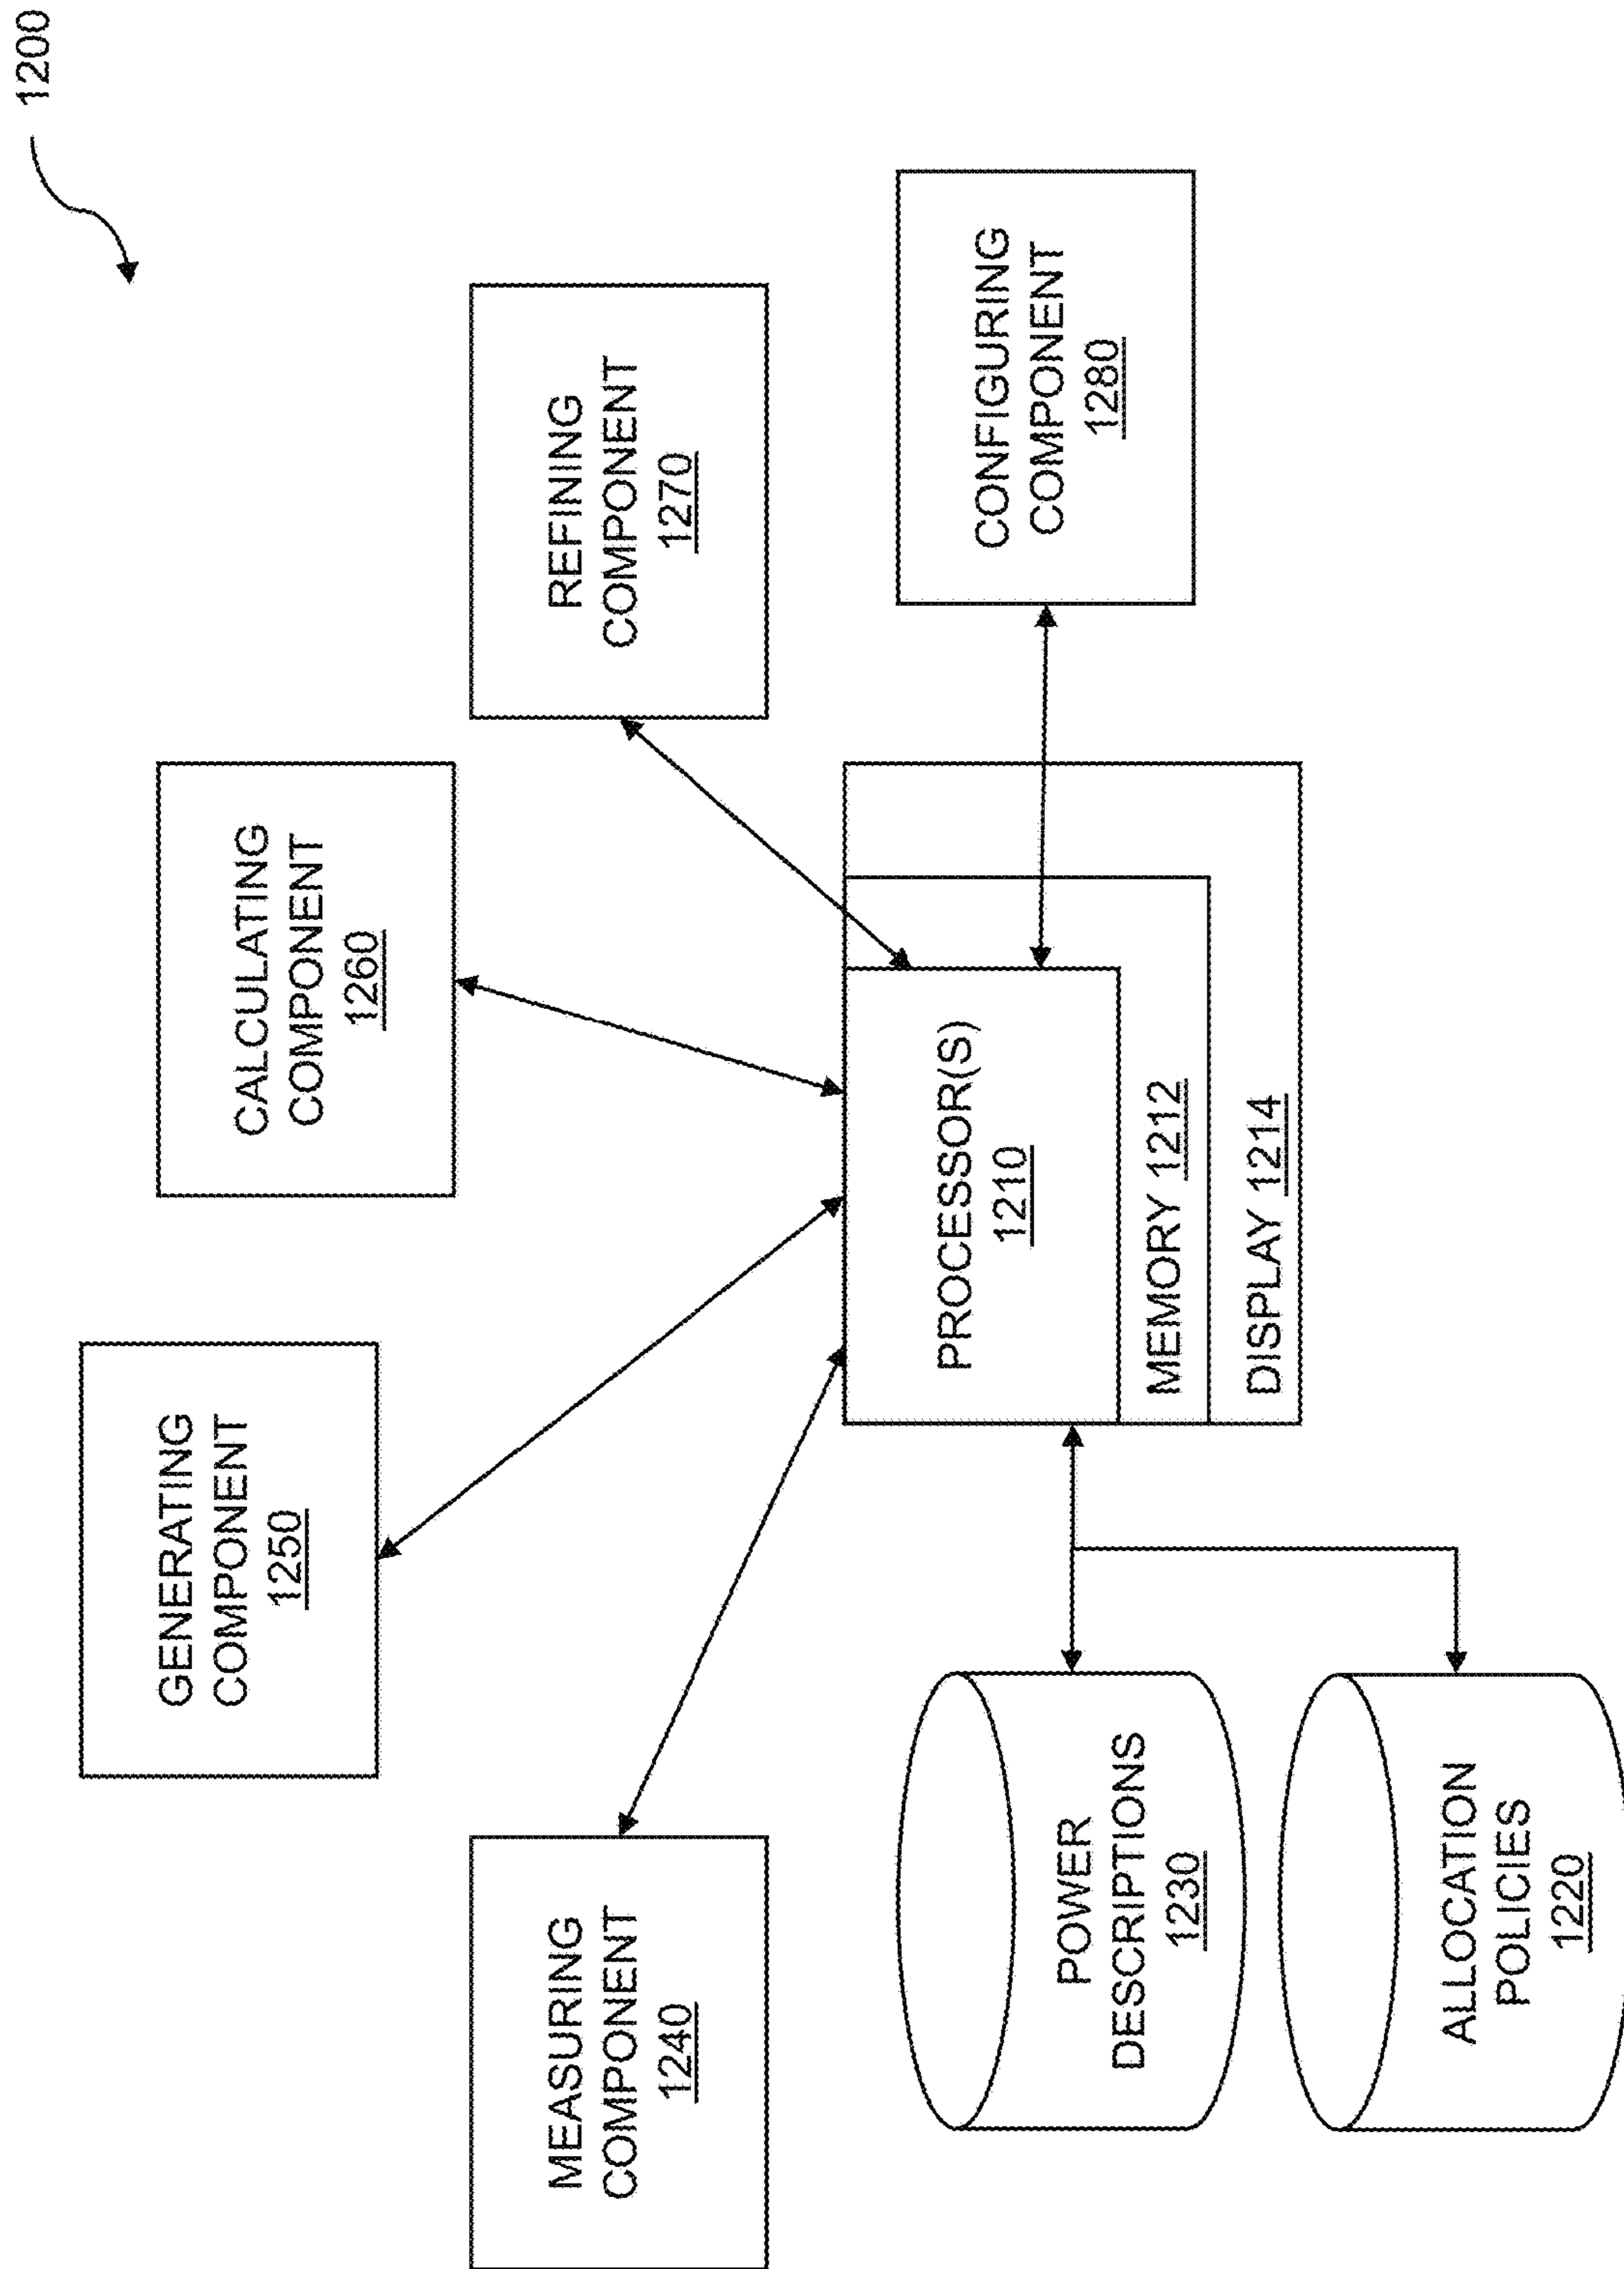 1200
GENERATING
COMPONENT
1250
CALCULATING
COMPONENT
1260
MEASURING
COMPONENT
1240
REFINING
COMPONENT
1270
POWER
DESCRIPTIONS
1230
PROCESSOR(S)
1210
MEMORY 1212
DISPLAY 1214
CONFIGURING
COMPONENT
1280
ALLOCATION
POLICIES
1220